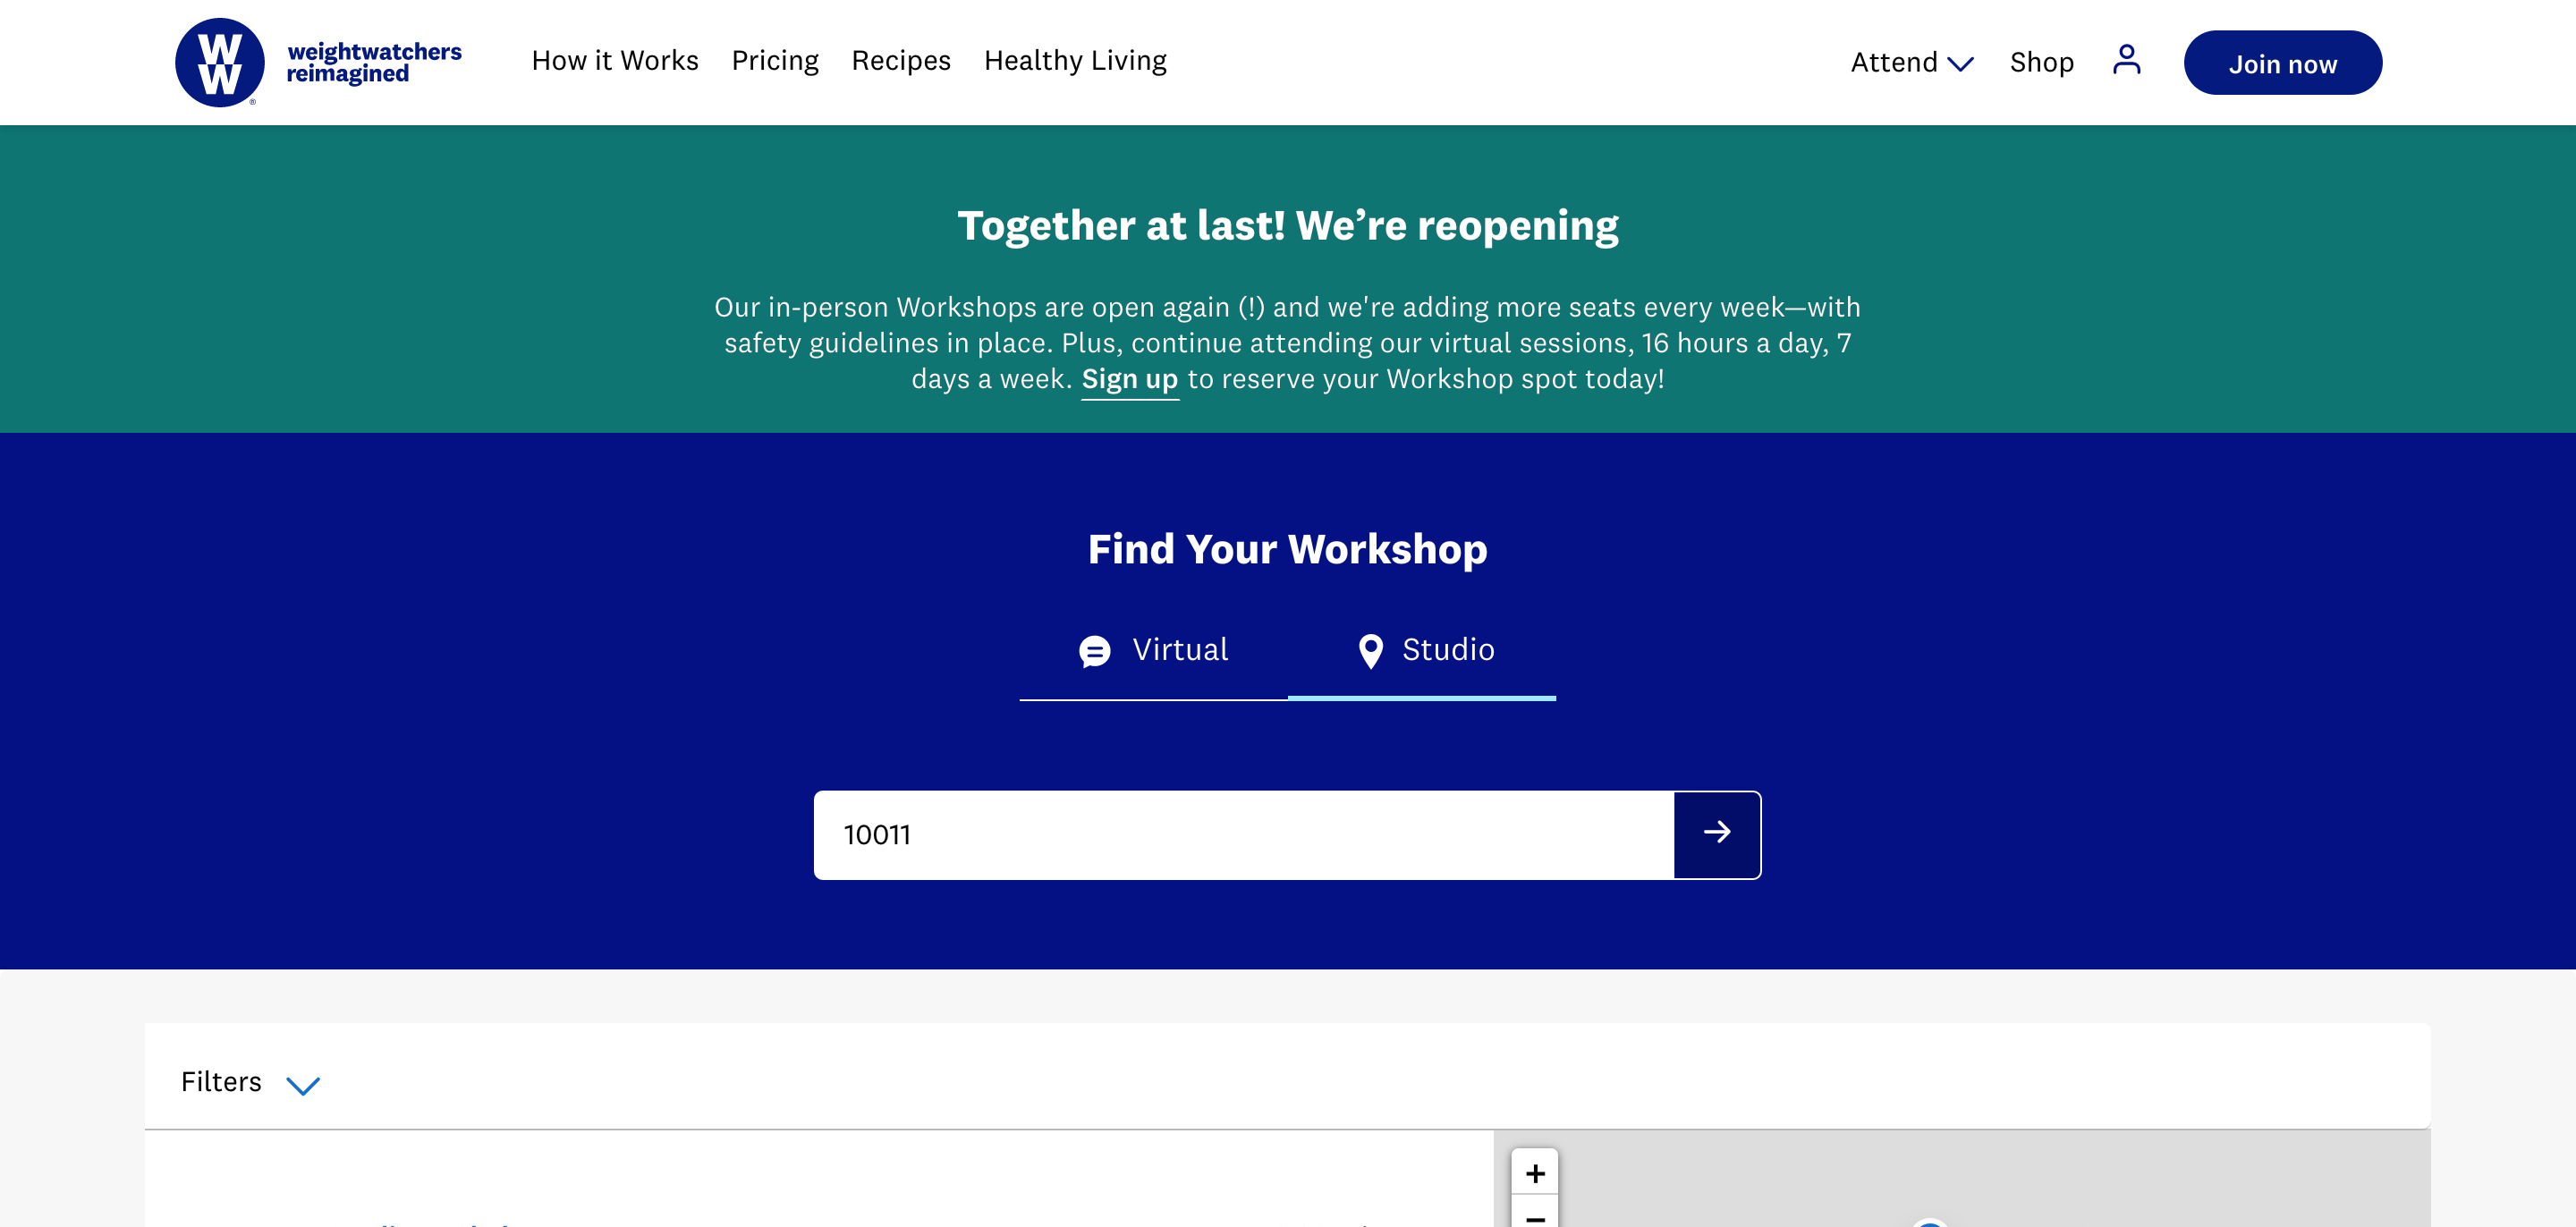 W
W
®
weightwatchers
reimagined
How it Works Pricing Recipes Healthy Living
Attend Shop Join now
Together at last! We’re reopening
Our in-person Workshops are open again (!) and we're adding more seats every week—with
safety guidelines in place. Plus, continue attending our virtual sessions, 16 hours a day, 7
days a week. Sign up to reserve your Workshop spot today!
Find Your Workshop
Virtual Studio
10011
Filters
+
−